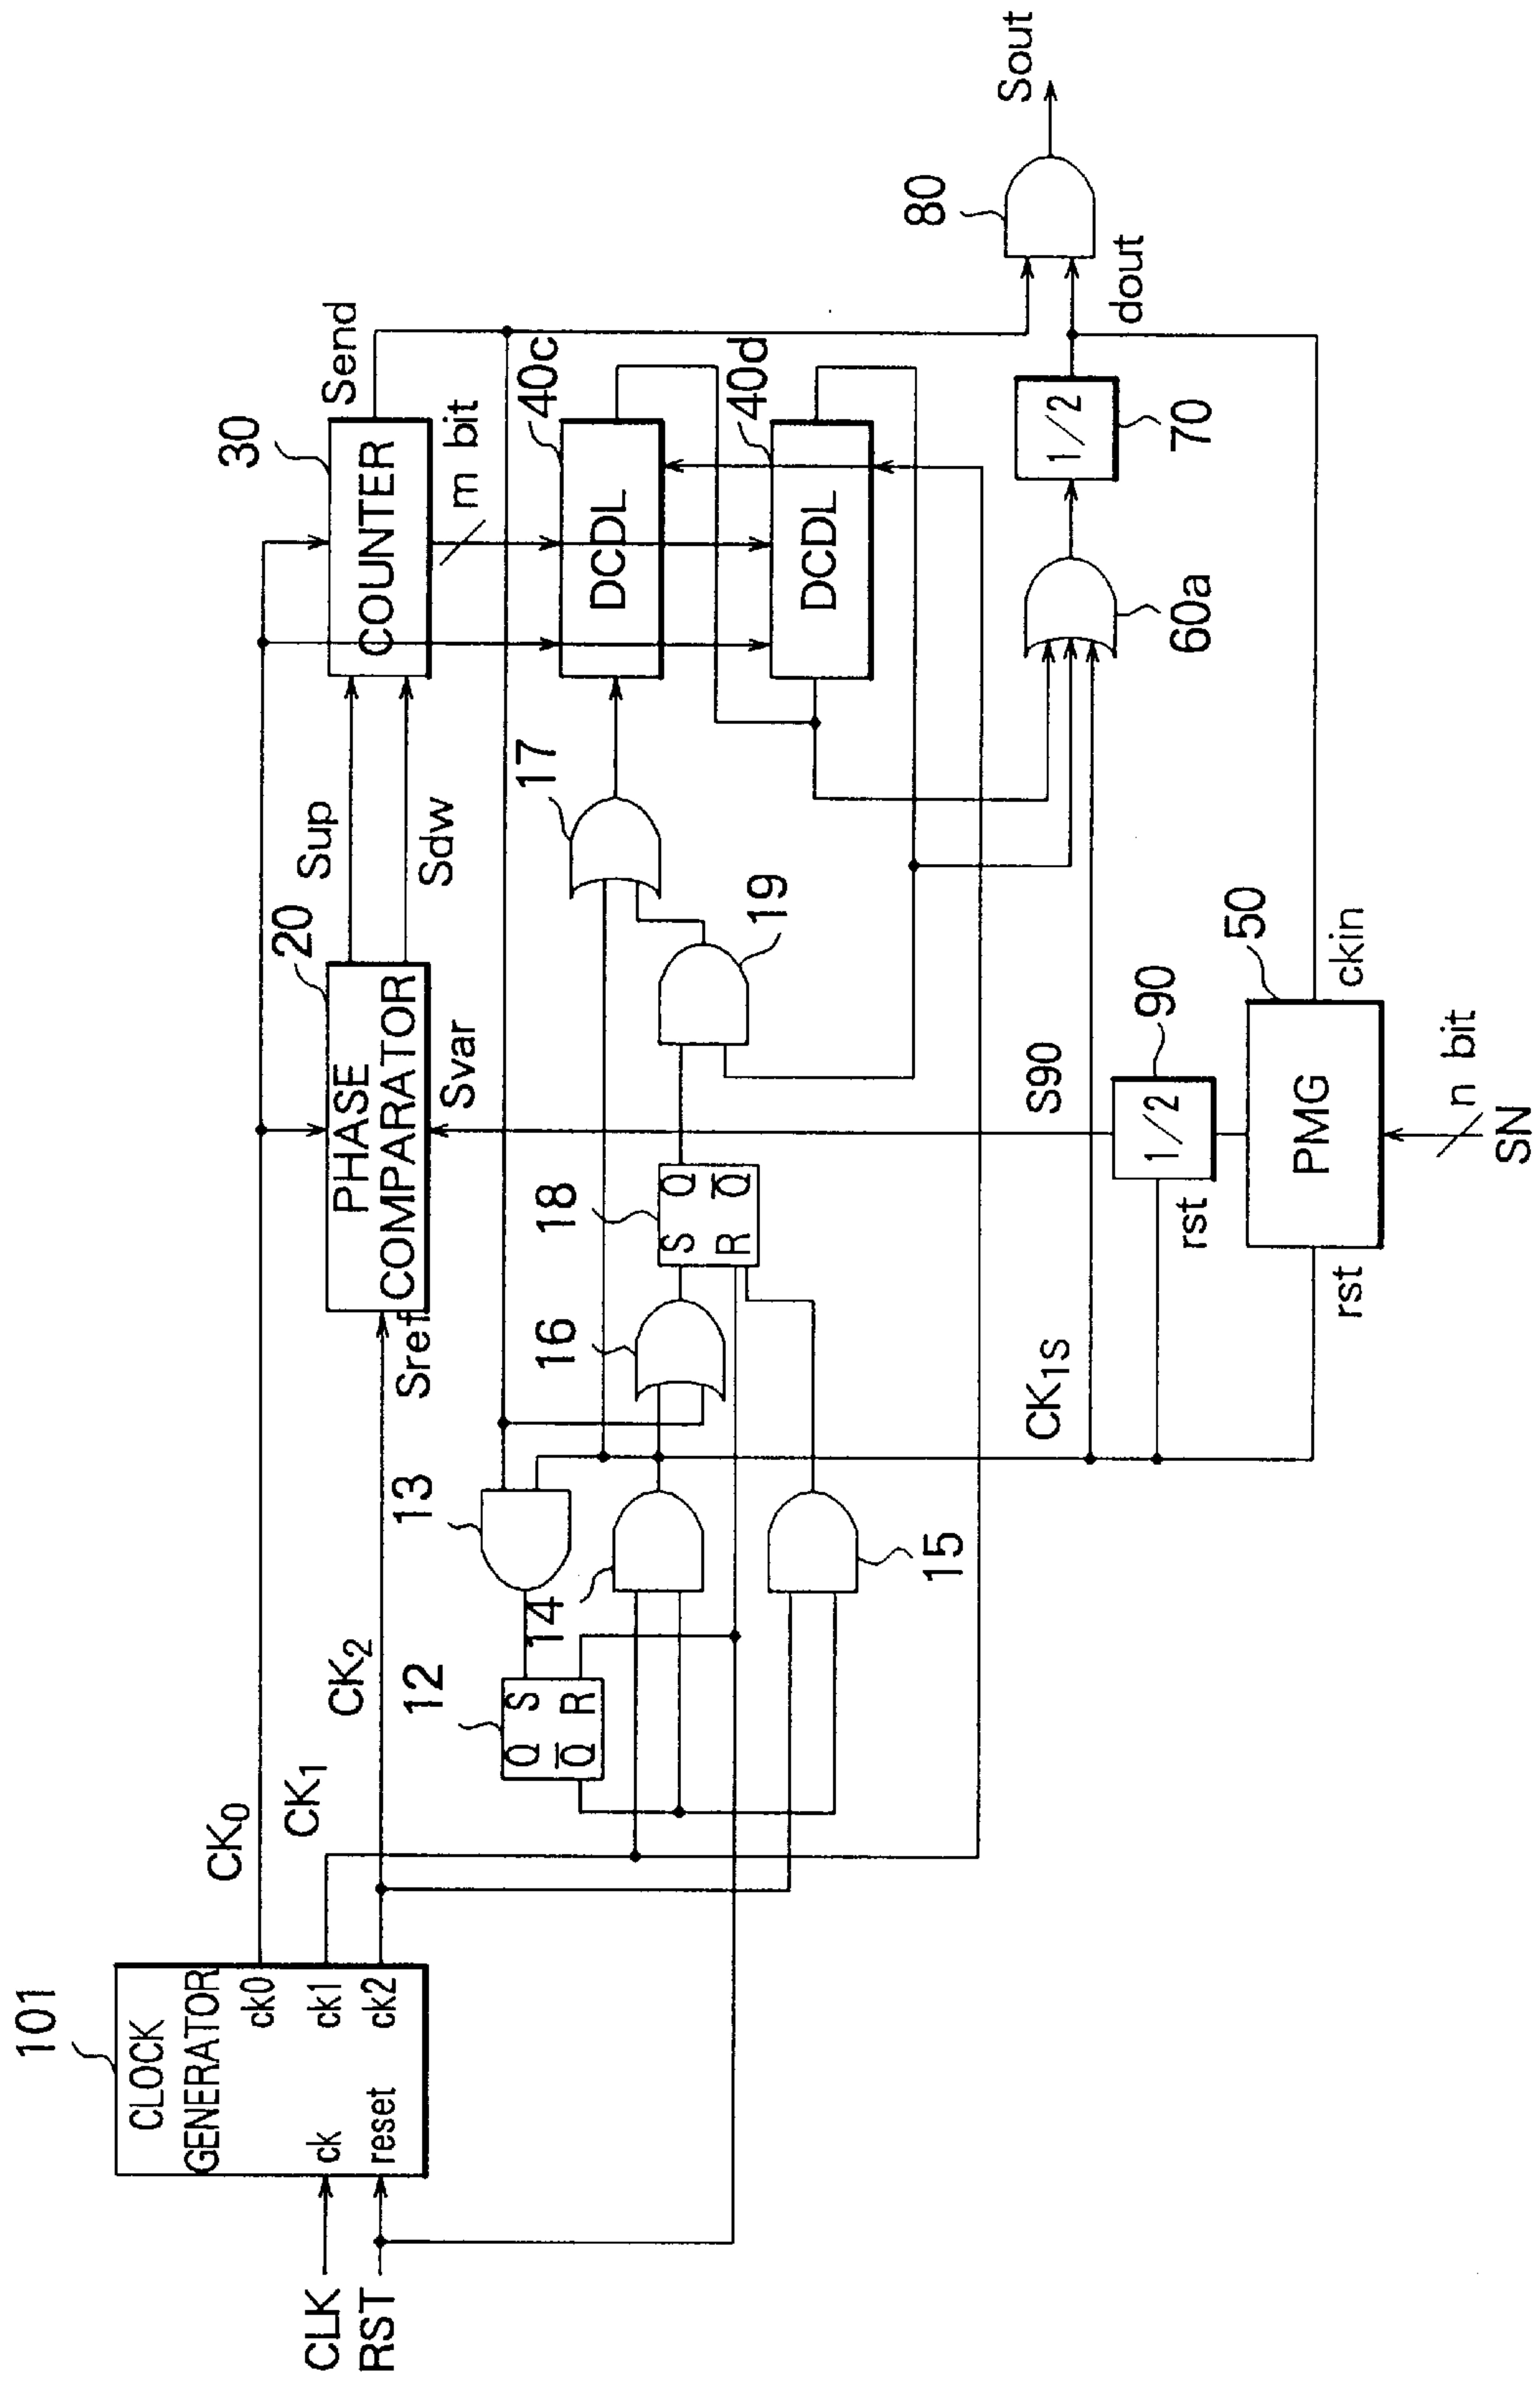 101
CLOCK
GENERATOR
ck0
ck1
ck2
ck
reset
CLK
RST
CK0
CK1
CK2
Sref
20
PHASE
COMPARATOR
Svar
Sup
Sdw
30
COUNTER
Send
m bit
40c
DCDL
40d
DCDL
12
Q S
Q̅ R
13
14
15
16
17
18
S Q
R Q̅
19
CK1S
S90
90
1/2
rst
50
PMG
rst
ckin
n bit
SN
60a
70
1/2
dout
80
Sout